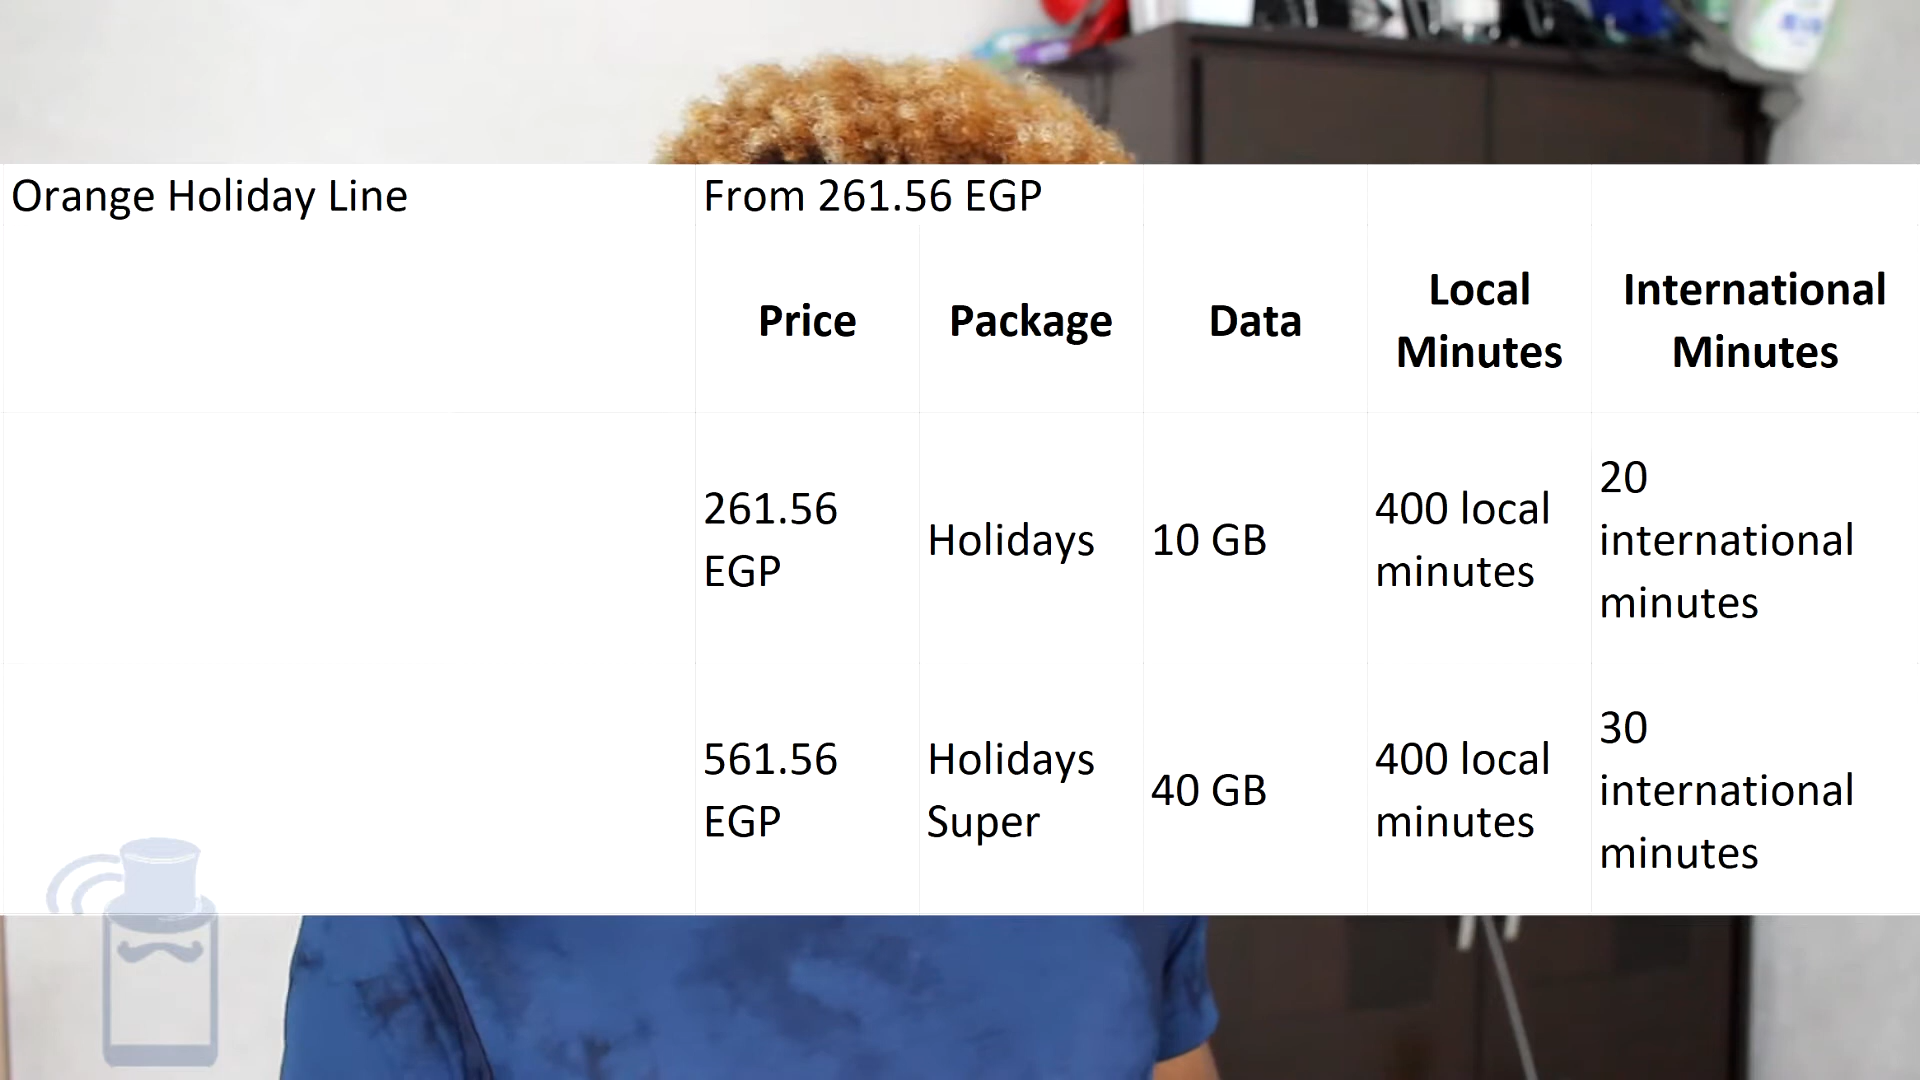 Orange Holiday Line From 261.56 EGP
Price Package Data Local Minutes International Minutes
261.56 EGP Holidays 10 GB 400 local minutes 20 international minutes
561.56 EGP Holidays Super 40 GB 400 local minutes 30 international minutes